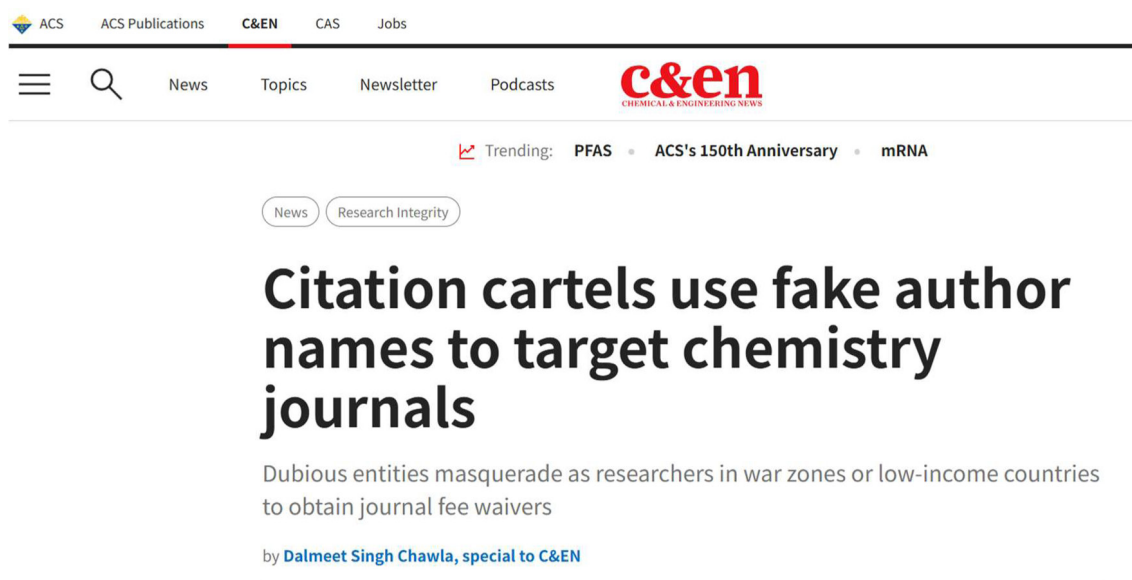 ACS ACS Publications C&EN CAS Jobs
News Topics Newsletter Podcasts c&en
CHEMICAL & ENGINEERING NEWS
Trending: PFAS • ACS's 150th Anniversary • mRNA
News Research Integrity
Citation cartels use fake author
names to target chemistry
journals
Dubious entities masquerade as researchers in war zones or low-income countries
to obtain journal fee waivers
by Dalmeet Singh Chawla, special to C&EN